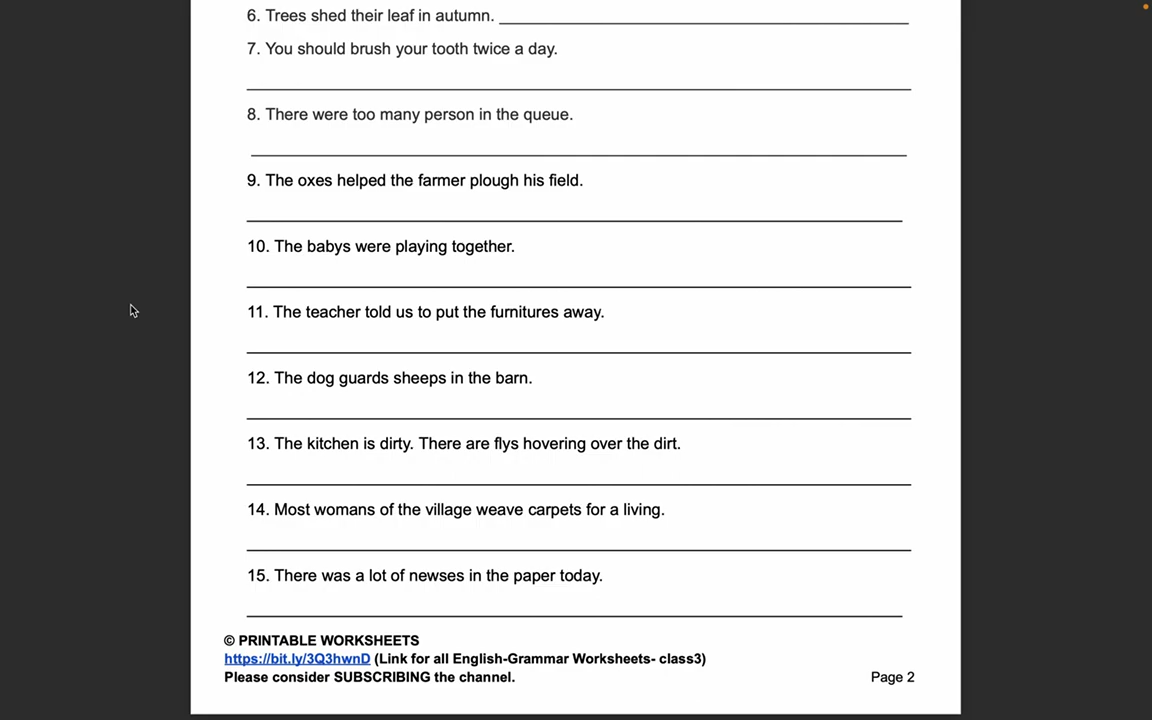 6. Trees shed their leaf in autumn.
7. You should brush your tooth twice a day.
8. There were too many person in the queue.
9. The oxes helped the farmer plough his field.
10. The babys were playing together.
11. The teacher told us to put the furnitures away.
12. The dog guards sheeps in the barn.
13. The kitchen is dirty. There are flys hovering over the dirt.
14. Most womans of the village weave carpets for a living.
15. There was a lot of newses in the paper today.
© PRINTABLE WORKSHEETS
https://bit.ly/3Q3hwnD (Link for all English-Grammar Worksheets- class3)
Please consider SUBSCRIBING the channel. Page 2